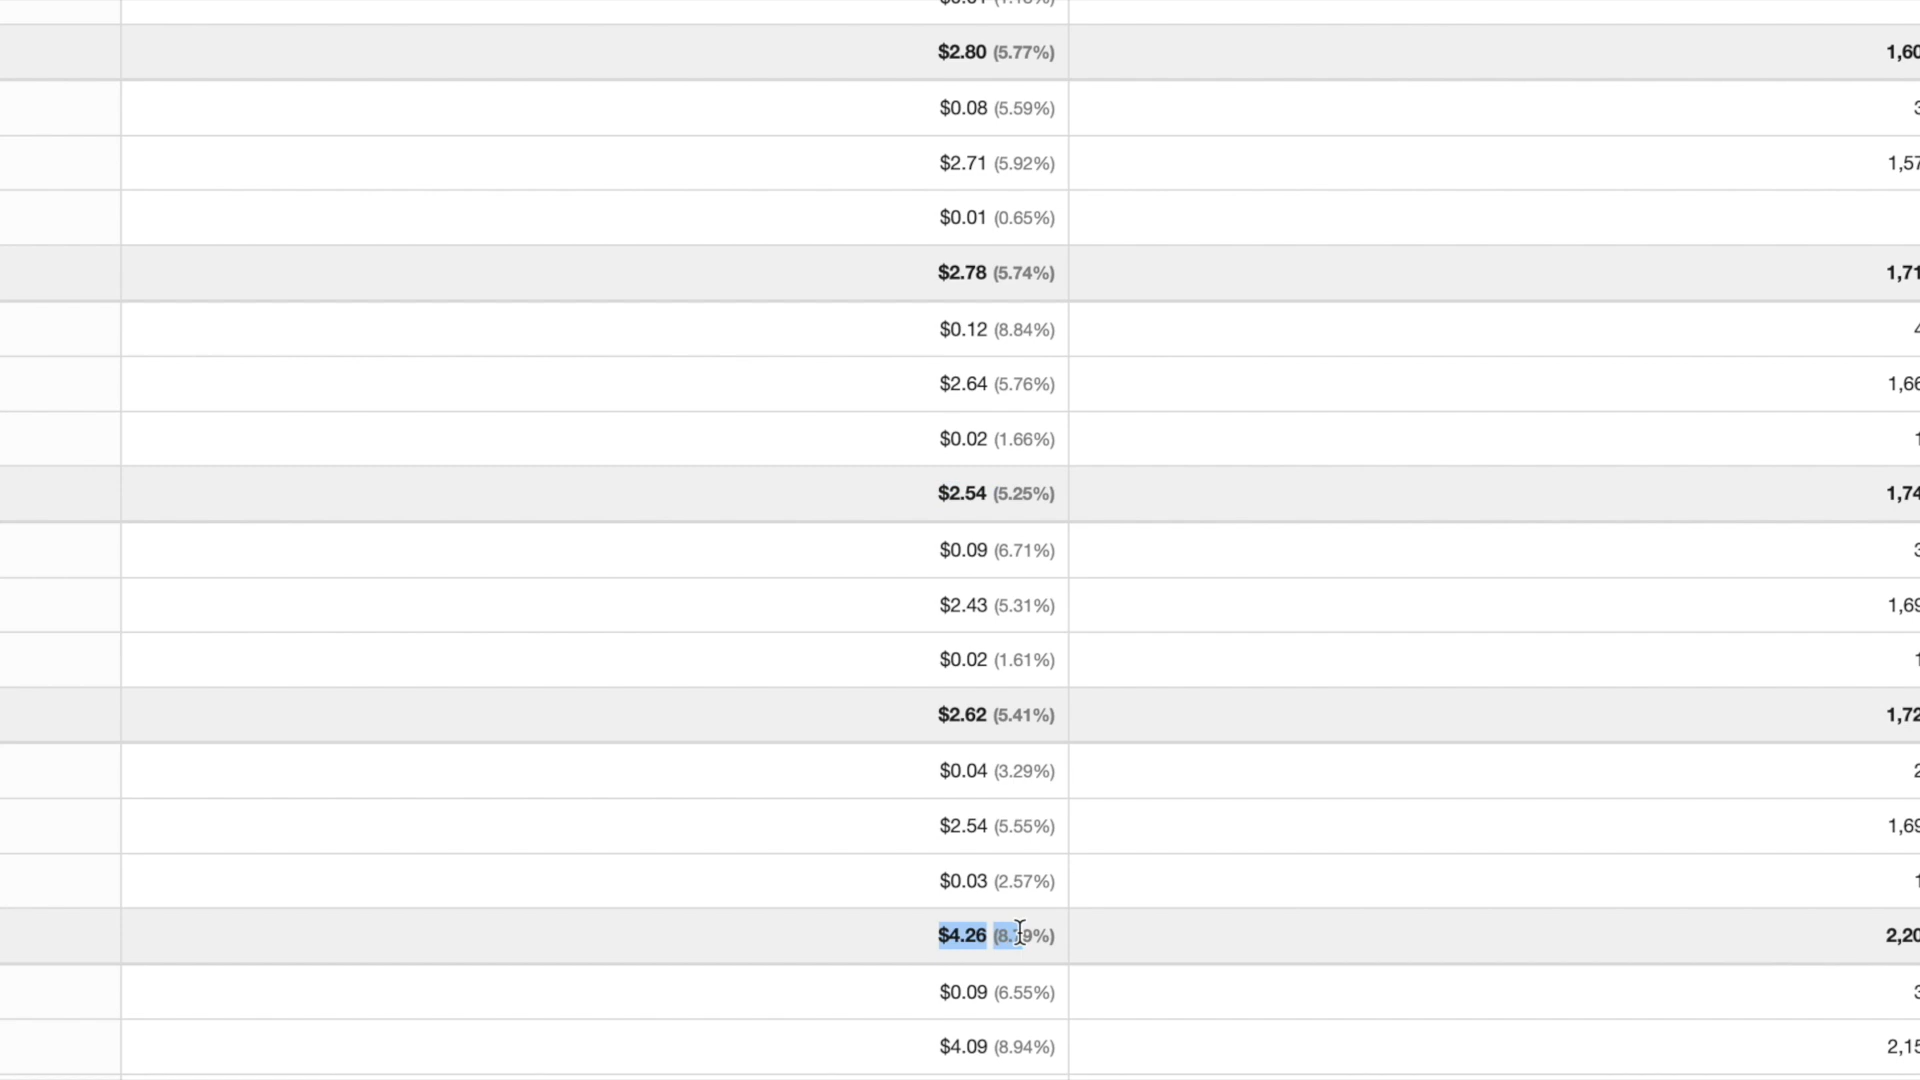 $2.80 (5.77%) 1,60
$0.08 (5.59%) 3
$2.71 (5.92%) 1,57
$0.01 (0.65%)
$2.78 (5.74%) 1,71
$0.12 (8.84%) 4
$2.64 (5.76%) 1,66
$0.02 (1.66%) 1
$2.54 (5.25%) 1,74
$0.09 (6.71%) 3
$2.43 (5.31%) 1,69
$0.02 (1.61%) 1
$2.62 (5.41%) 1,72
$0.04 (3.29%) 2
$2.54 (5.55%) 1,69
$0.03 (2.57%) 1
$4.26 (8.79%) 2,20
$0.09 (6.55%) 3
$4.09 (8.94%) 2,15